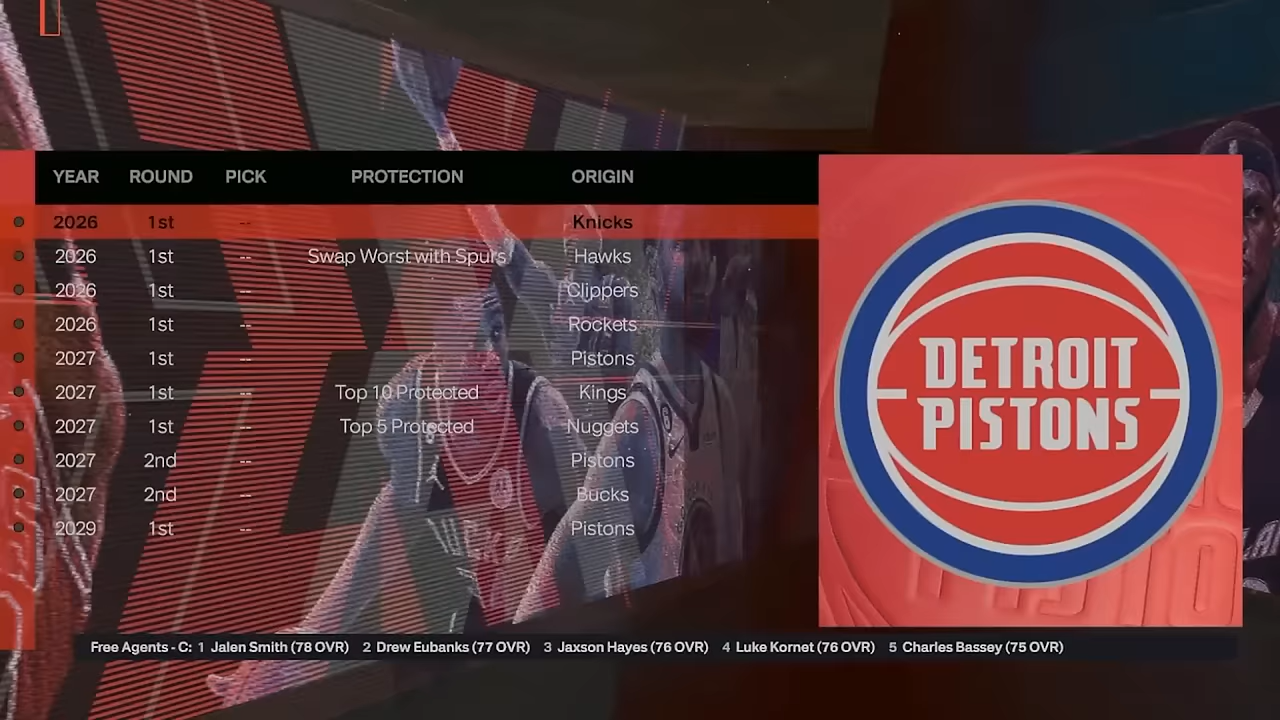 YEAR ROUND PICK PROTECTION ORIGIN
2026 1st -- Knicks
2026 1st -- Swap Worst with Spurs Hawks
2026 1st -- Clippers
2026 1st -- Rockets
2027 1st -- Pistons
2027 1st -- Top 10 Protected Kings
2027 1st -- Top 5 Protected Nuggets
2027 2nd -- Pistons
2027 2nd -- Bucks
2029 1st -- Pistons
DETROIT
PISTONS
Free Agents - C: 1 Jalen Smith (78 OVR) 2 Drew Eubanks (77 OVR) 3 Jaxson Hayes (76 OVR) 4 Luke Kornet (76 OVR) 5 Charles Bassey (75 OVR)